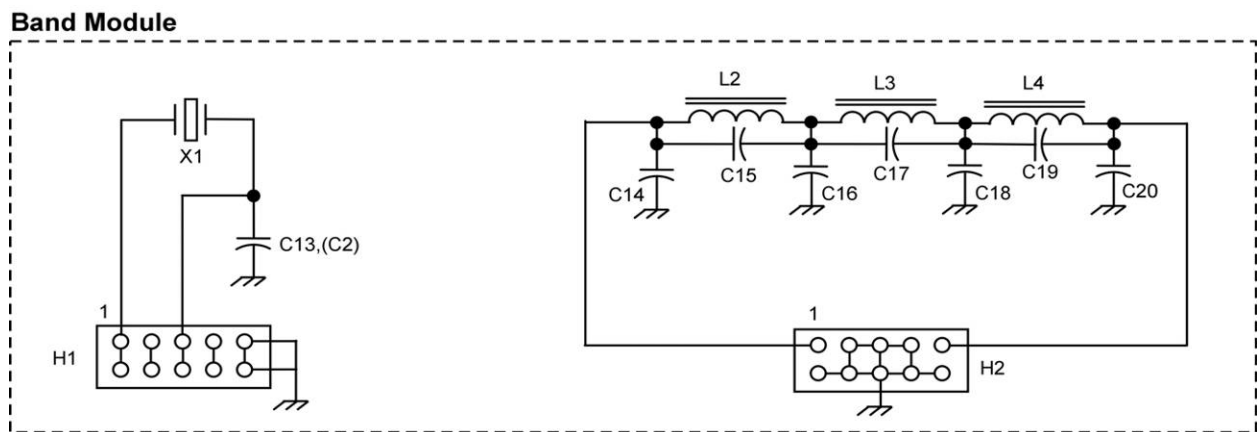 Band Module
X1
C13,(C2)
1
H1
L2
L3
L4
C14
C15
C16
C17
C18
C19
C20
1
H2